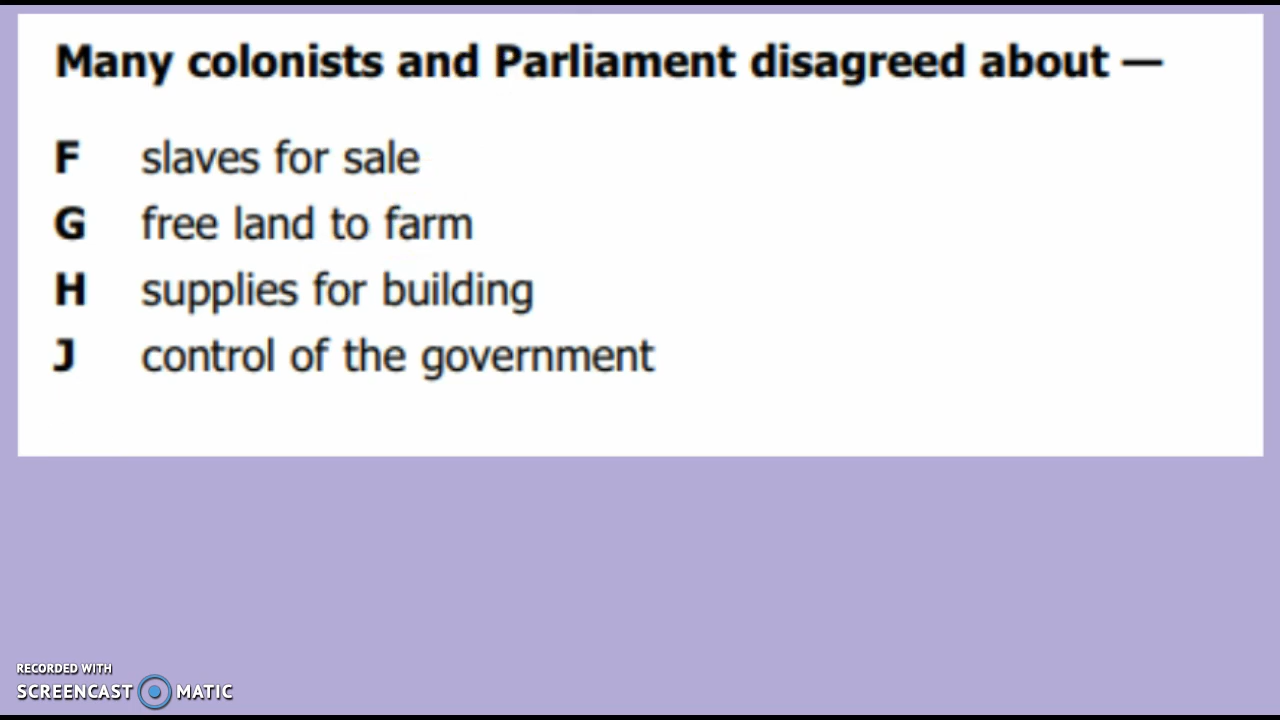 Many colonists and Parliament disagreed about —
F slaves for sale
G free land to farm
H supplies for building
J control of the government
RECORDED WITH
SCREENCAST MATIC